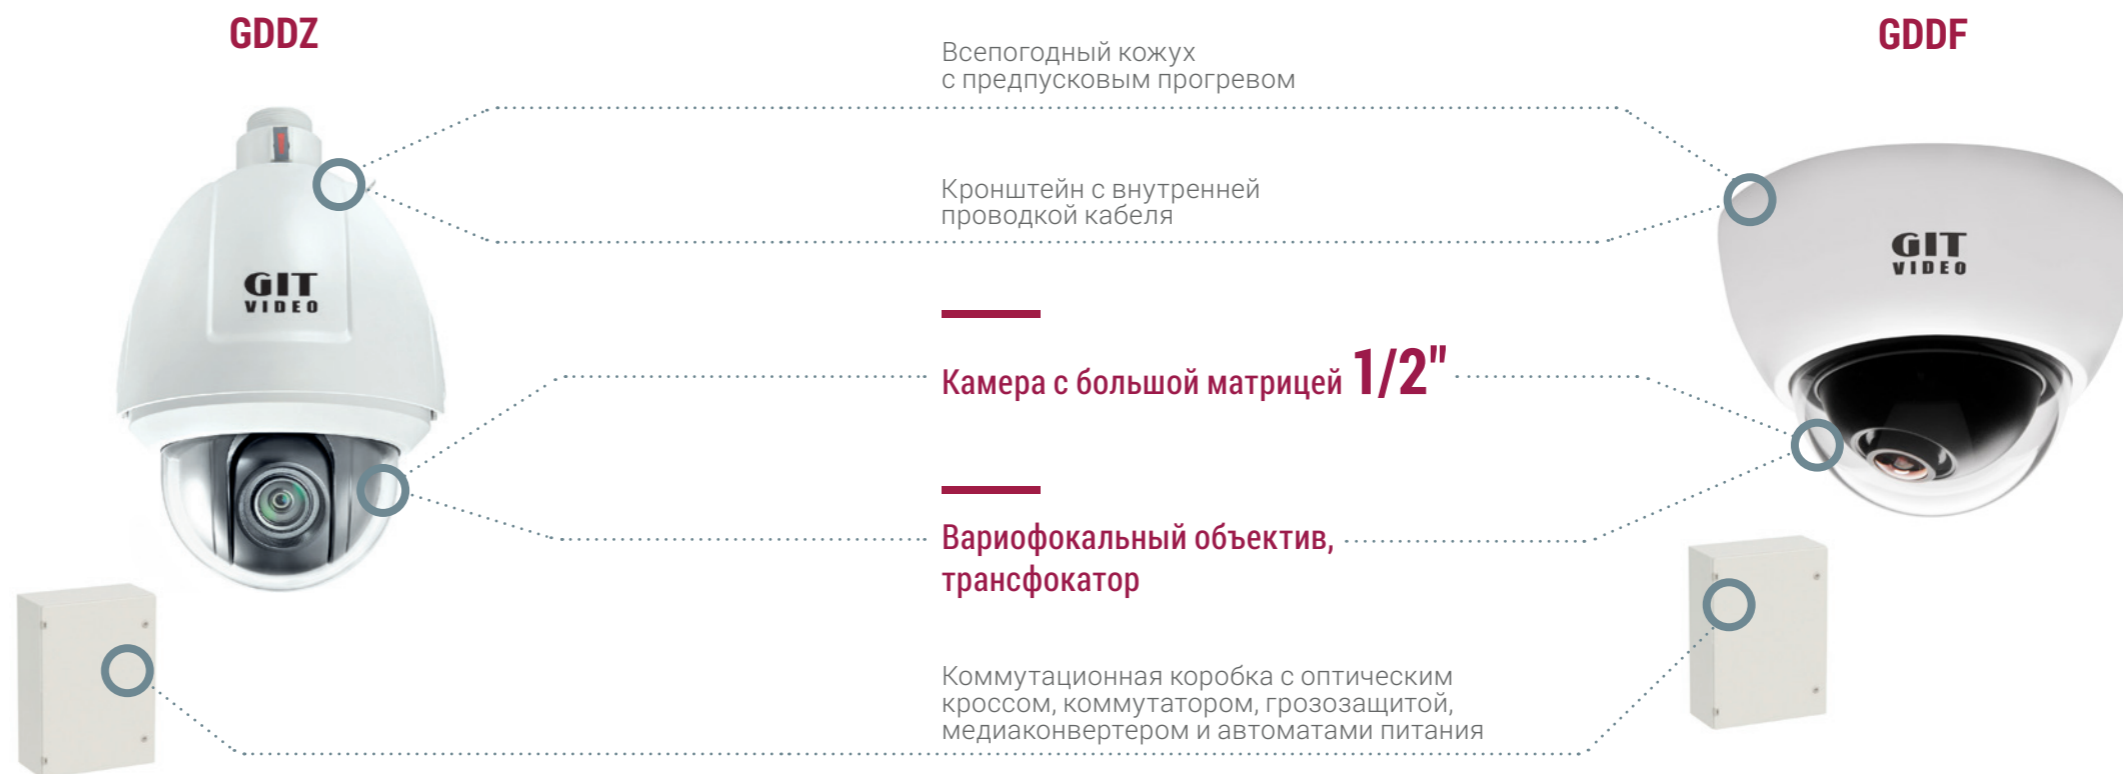 GDDZ
GDDF
Всепогодный кожух
с предпусковым прогревом
Кронштейн с внутренней
проводкой кабеля
GIT
VIDEO
GIT
VIDEO
Камера с большой матрицей 1/2"
Вариофокальный объектив,
трансфокатор
Коммутационная коробка с оптическим
кроссом, коммутатором, грозозащитой,
медиаконвертером и автоматами питания